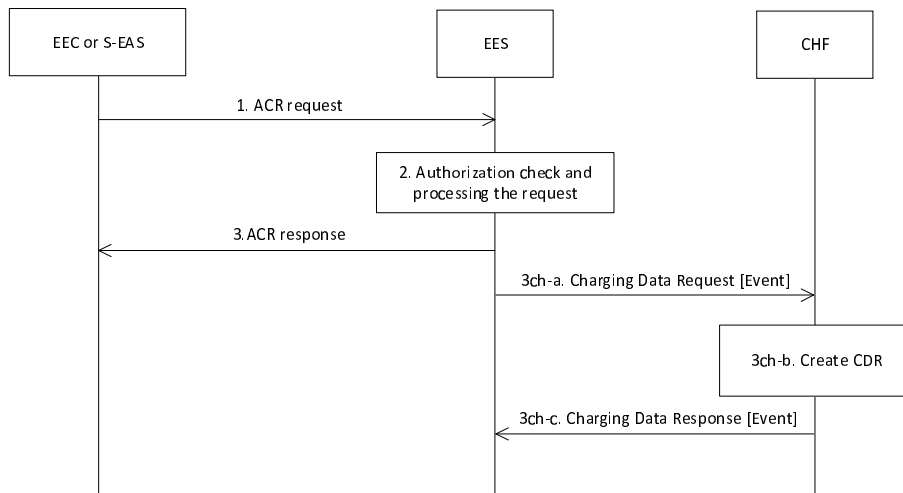 EEC or S-EAS
EES
CHF
1. ACR request
2. Authorization check and
processing the request
3.ACR response
3ch-a. Charging Data Request [Event]
3ch-b. Create CDR
3ch-c. Charging Data Response [Event]